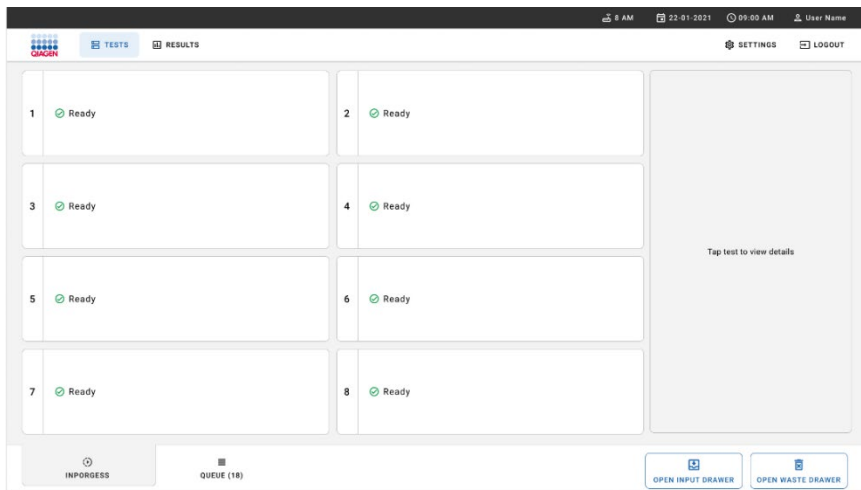 8 AM 22-01-2021 09:00 AM User Name
QIAGEN TESTS RESULTS SETTINGS LOGOUT
1 Ready
2 Ready
3 Ready
4 Ready
Tap test to view details
5 Ready
6 Ready
7 Ready
8 Ready
INPORGESS
QUEUE (18)
OPEN INPUT DRAWER
OPEN WASTE DRAWER